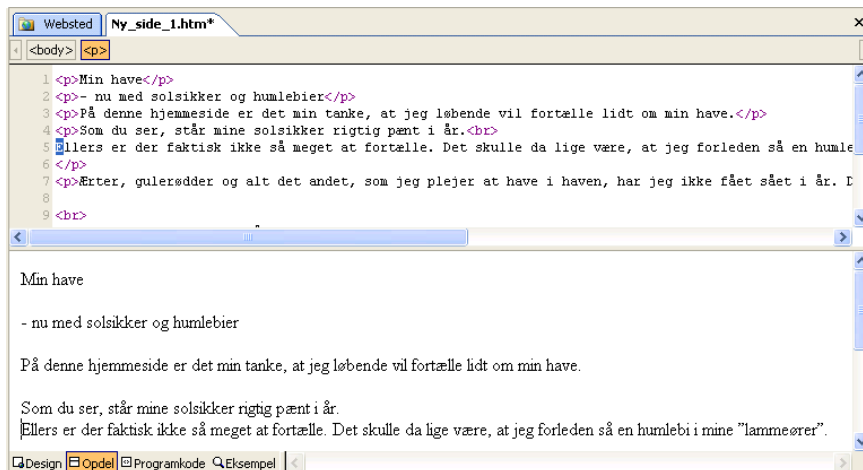 Websted Ny_side_1.htm*
<body> <p>
1 <p>Min have</p>
2 <p>- nu med solsikker og humlebier</p>
3 <p>På denne hjemmeside er det min tanke, at jeg løbende vil fortælle lidt om min have.</p>
4 <p>Som du ser, står mine solsikker rigtig pænt i år.<br>
5 Ellers er der faktisk ikke så meget at fortælle. Det skulle da lige være, at jeg forleden så en humle
6 </p>
7 <p>Ærter, gulerødder og alt det andet, som jeg plejer at have i haven, har jeg ikke fået sået i år. D
8
9 <br>
Min have
- nu med solsikker og humlebier
På denne hjemmeside er det min tanke, at jeg løbende vil fortælle lidt om min have.
Som du ser, står mine solsikker rigtig pænt i år.
Ellers er der faktisk ikke så meget at fortælle. Det skulle da lige være, at jeg forleden så en humlebi i mine "lammeører".
Design Opdel Programkode Eksempel